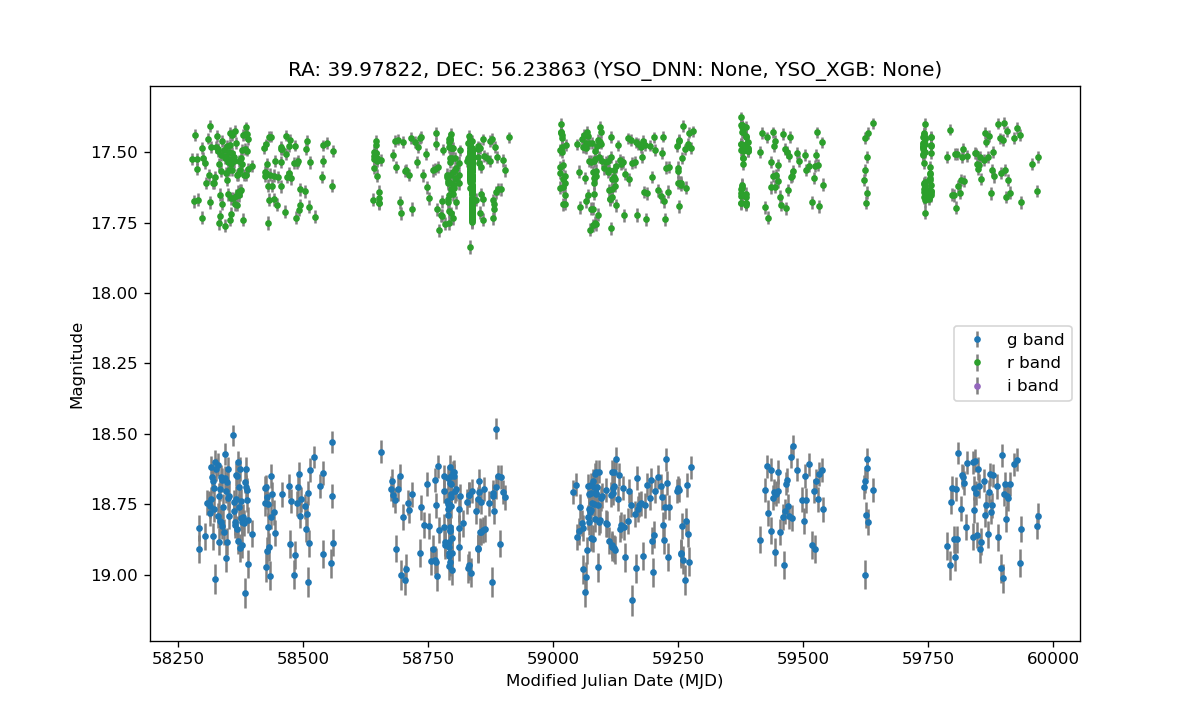 RA: 39.97822, DEC: 56.23863 (YSO_DNN: None, YSO_XGB: None)
17.50
17.75
18.00
18.25
18.50
18.75
19.00
Magnitude
g band
r band
i band
58250
58500
58750
59000
59250
59500
59750
60000
Modified Julian Date (MJD)